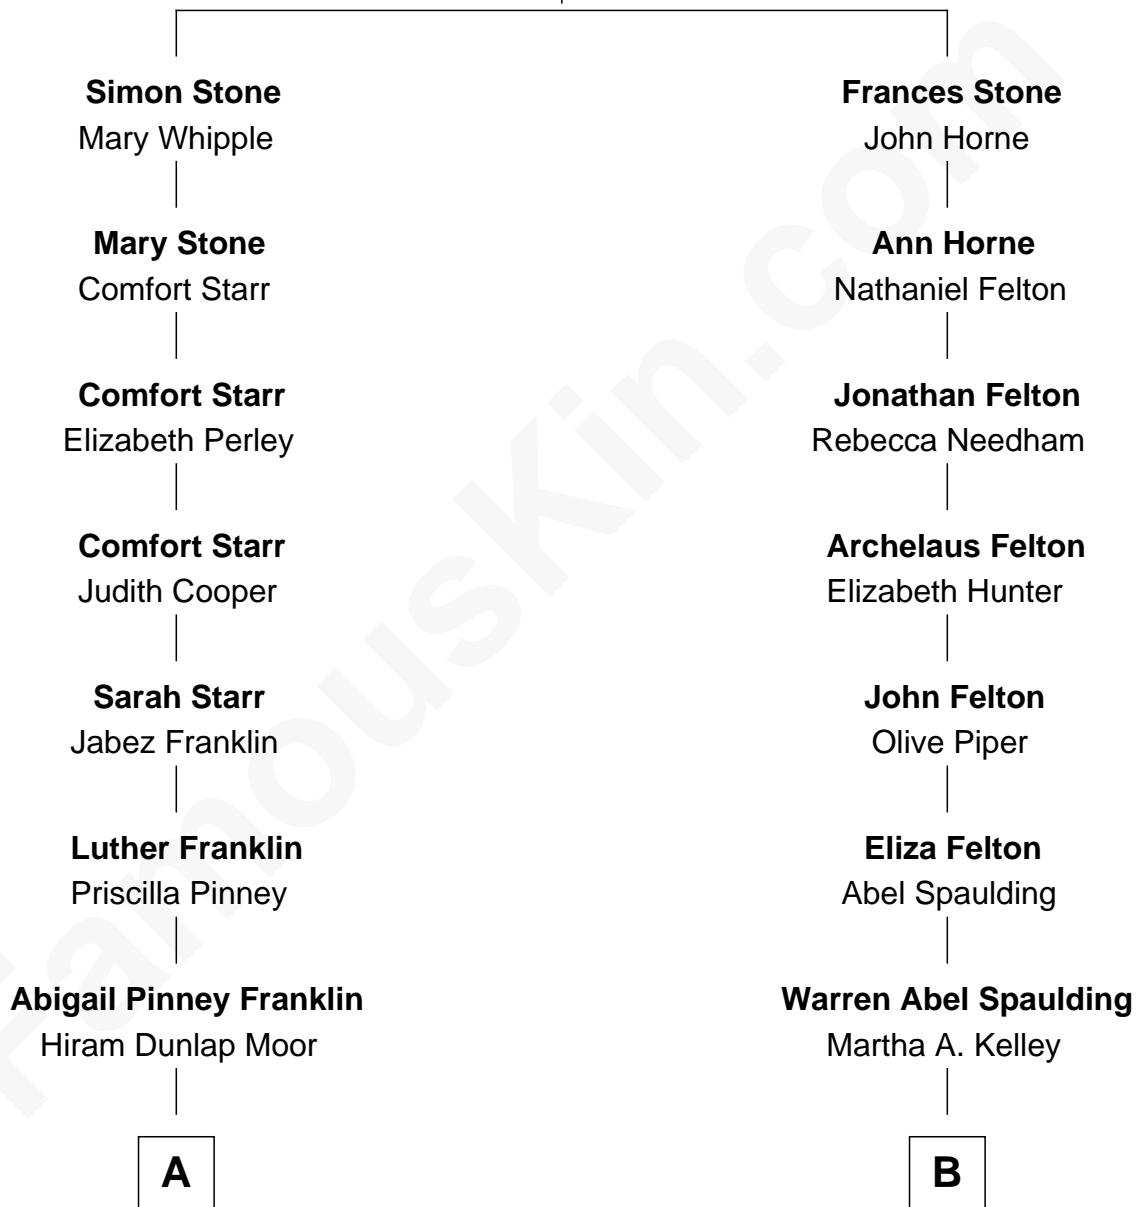 Simon Stone
Mary Whipple
Mary Stone
Comfort Starr
Comfort Starr
Elizabeth Perley
Comfort Starr
Judith Cooper
Sarah Starr
Jabez Franklin
Luther Franklin
Priscilla Pinney
Abigail Pinney Franklin
Hiram Dunlap Moor
A
Frances Stone
John Horne
Ann Horne
Nathaniel Felton
Jonathan Felton
Rebecca Needham
Archelaus Felton
Elizabeth Hunter
John Felton
Olive Piper
Eliza Felton
Abel Spaulding
Warren Abel Spaulding
Martha A. Kelley
B
FamousKin.com